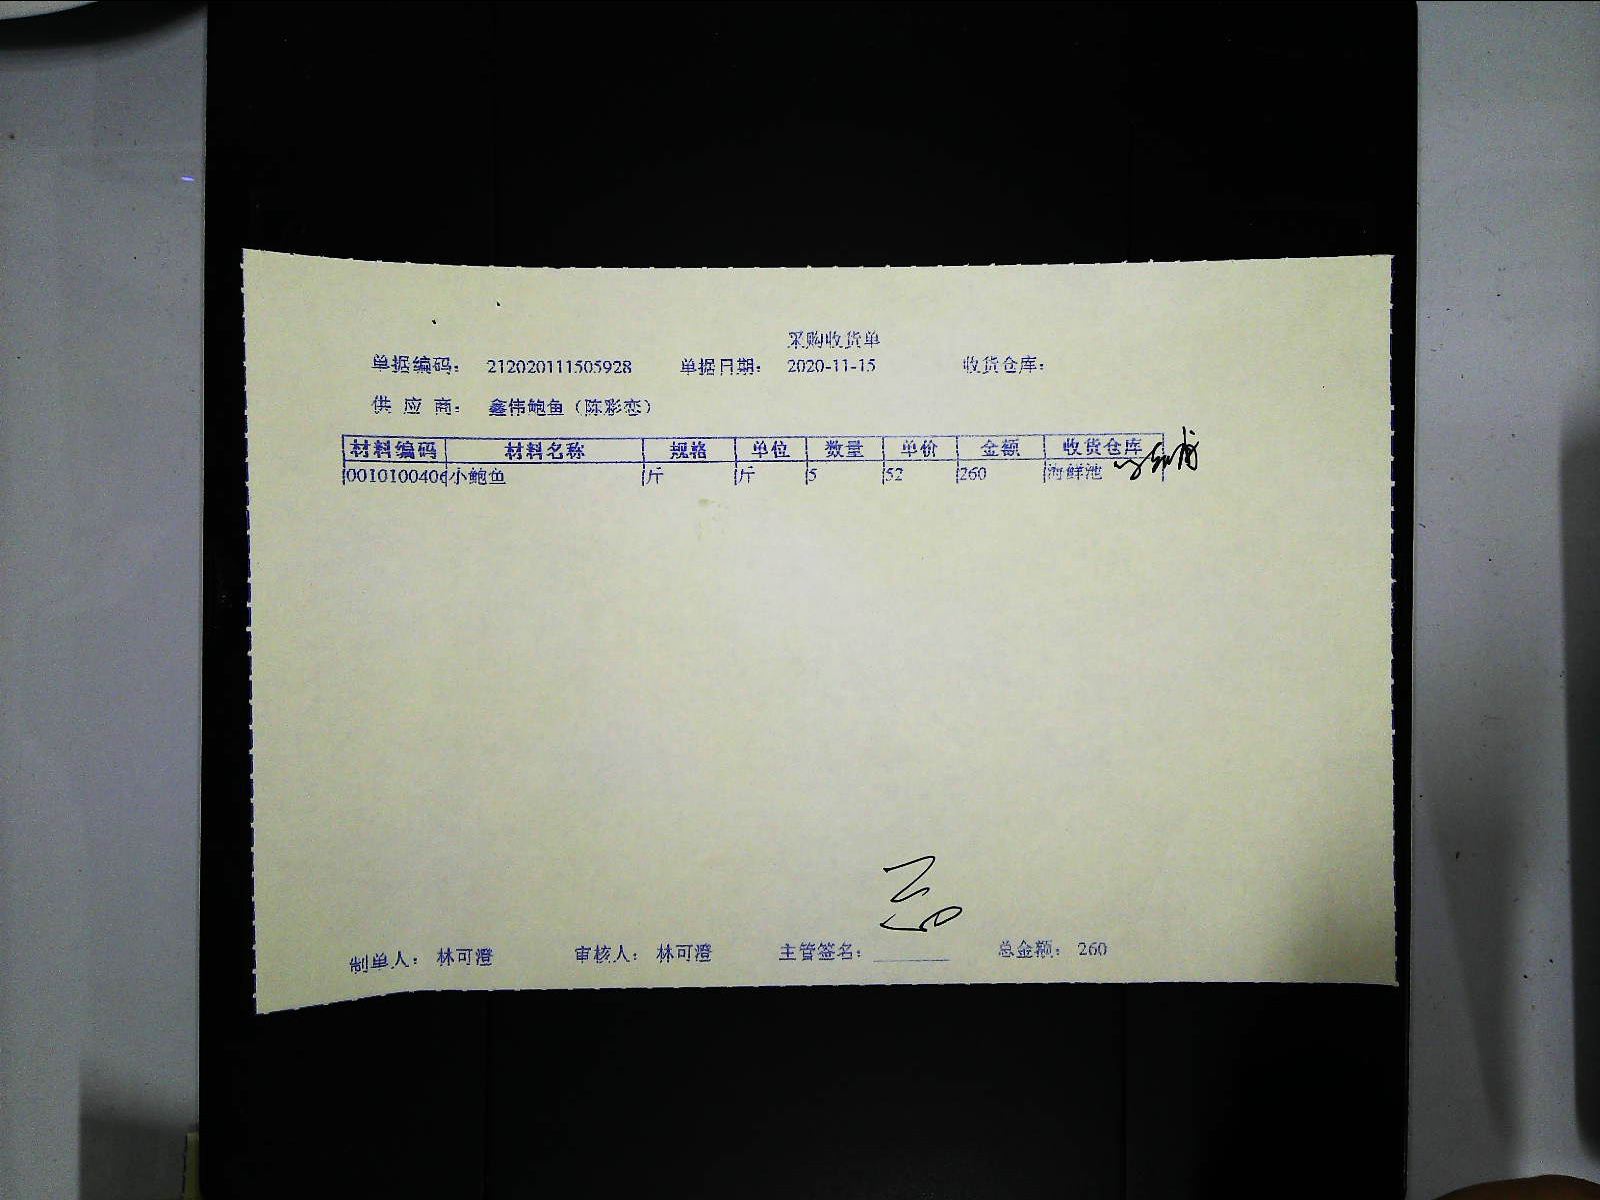 采购收货单
单据编码： 212020111505928 单据日期： 2020-11-15 收货仓库：
供 应 商： 鑫伟鲍鱼（陈彩恋）
材料编码 材料名称 规格 单位 数量 单价 金额 收货仓库
0010100406 小鲍鱼 斤 斤 5 52 260 海鲜池
制单人： 林可澄 审核人： 林可澄 主管签名： 总金额： 260